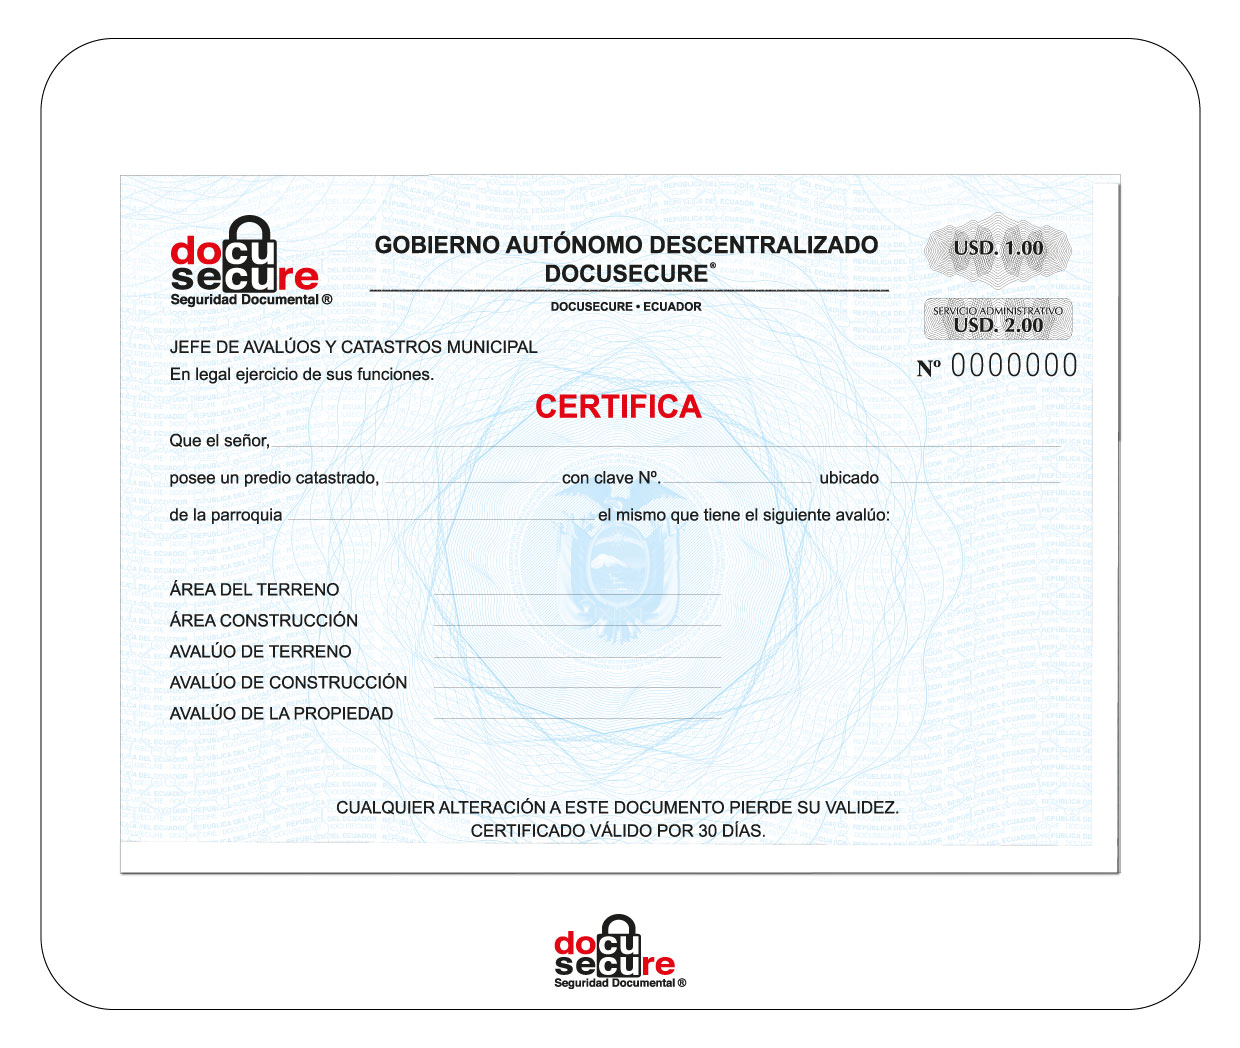 docu
secure
Seguridad Documental ®
GOBIERNO AUTÓNOMO DESCENTRALIZADO
DOCUSECURE®
DOCUSECURE • ECUADOR
USD. 1.00
SERVICIO ADMINISTRATIVO
USD. 2.00
Nº 0000000
JEFE DE AVALÚOS Y CATASTROS MUNICIPAL
En legal ejercicio de sus funciones.
CERTIFICA
Que el señor,
posee un predio catastrado, con clave Nº. ubicado
de la parroquia el mismo que tiene el siguiente avalúo:
ÁREA DEL TERRENO
ÁREA CONSTRUCCIÓN
AVALÚO DE TERRENO
AVALÚO DE CONSTRUCCIÓN
AVALÚO DE LA PROPIEDAD
CUALQUIER ALTERACIÓN A ESTE DOCUMENTO PIERDE SU VALIDEZ.
CERTIFICADO VÁLIDO POR 30 DÍAS.
docu
secure
Seguridad Documental ®